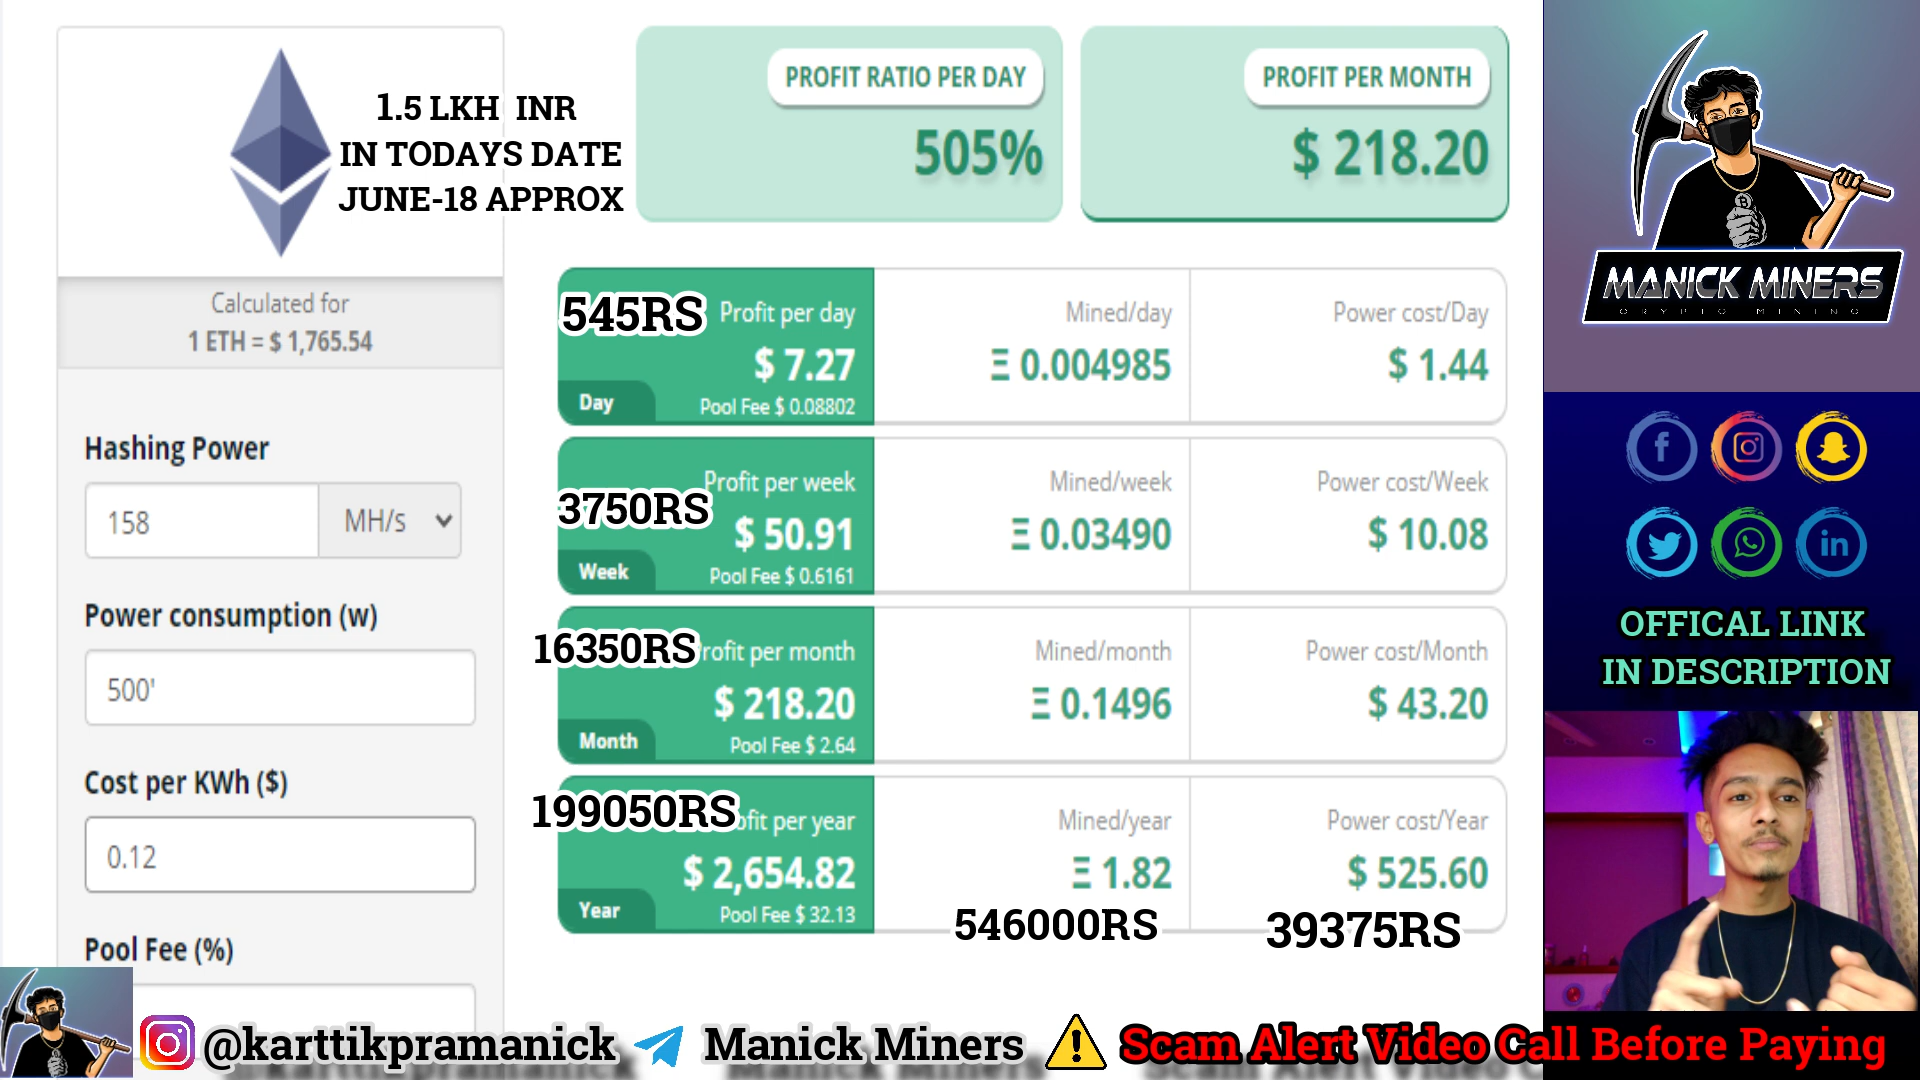 1.5 LKH INR
IN TODAYS DATE
JUNE-18 APPROX
Calculated for
1 ETH = $ 1,765.54
Hashing Power
158
MH/s
Power consumption (w)
500'
Cost per KWh ($)
0.12
Pool Fee (%)
PROFIT RATIO PER DAY
505%
PROFIT PER MONTH
$ 218.20
545RS
Profit per day
$ 7.27
Day
Pool Fee $ 0.08802
Mined/day
Ξ 0.004985
Power cost/Day
$ 1.44
3750RS
Profit per week
$ 50.91
Week
Pool Fee $ 0.6161
Mined/week
Ξ 0.03490
Power cost/Week
$ 10.08
16350RS
rofit per month
$ 218.20
Month
Pool Fee $ 2.64
Mined/month
Ξ 0.1496
Power cost/Month
$ 43.20
199050RS
ofit per year
$ 2,654.82
Year
Pool Fee $ 32.13
Mined/year
Ξ 1.82
546000RS
Power cost/Year
$ 525.60
39375RS
MANICK MINERS
CRYPTO MINING
OFFICAL LINK
IN DESCRIPTION
@karttikpramanick
Manick Miners
Scam Alert Video Call Before Paying